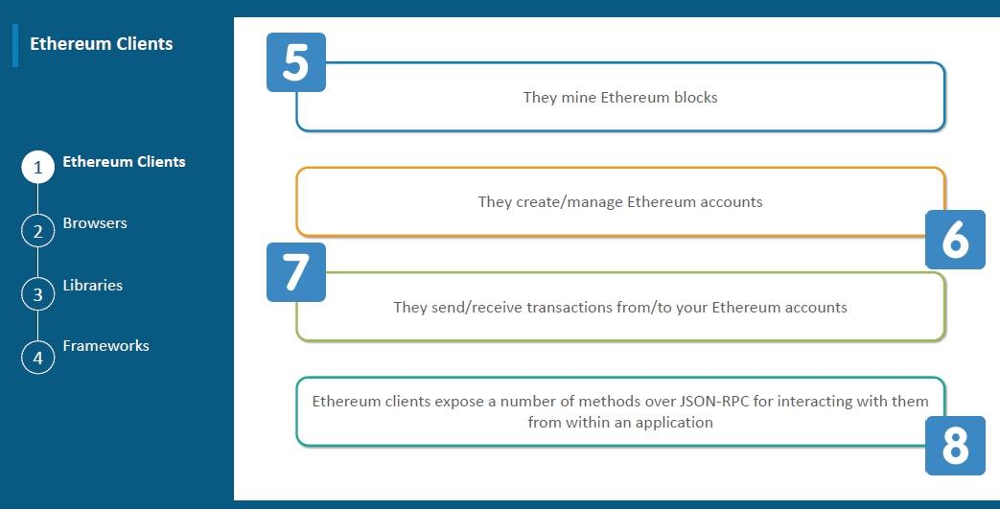 Ethereum Clients
1
Ethereum Clients
2
Browsers
3
Libraries
4
Frameworks
5
They mine Ethereum blocks
They create/manage Ethereum accounts
6
7
They send/receive transactions from/to your Ethereum accounts
Ethereum clients expose a number of methods over JSON-RPC for interacting with them
from within an application
8